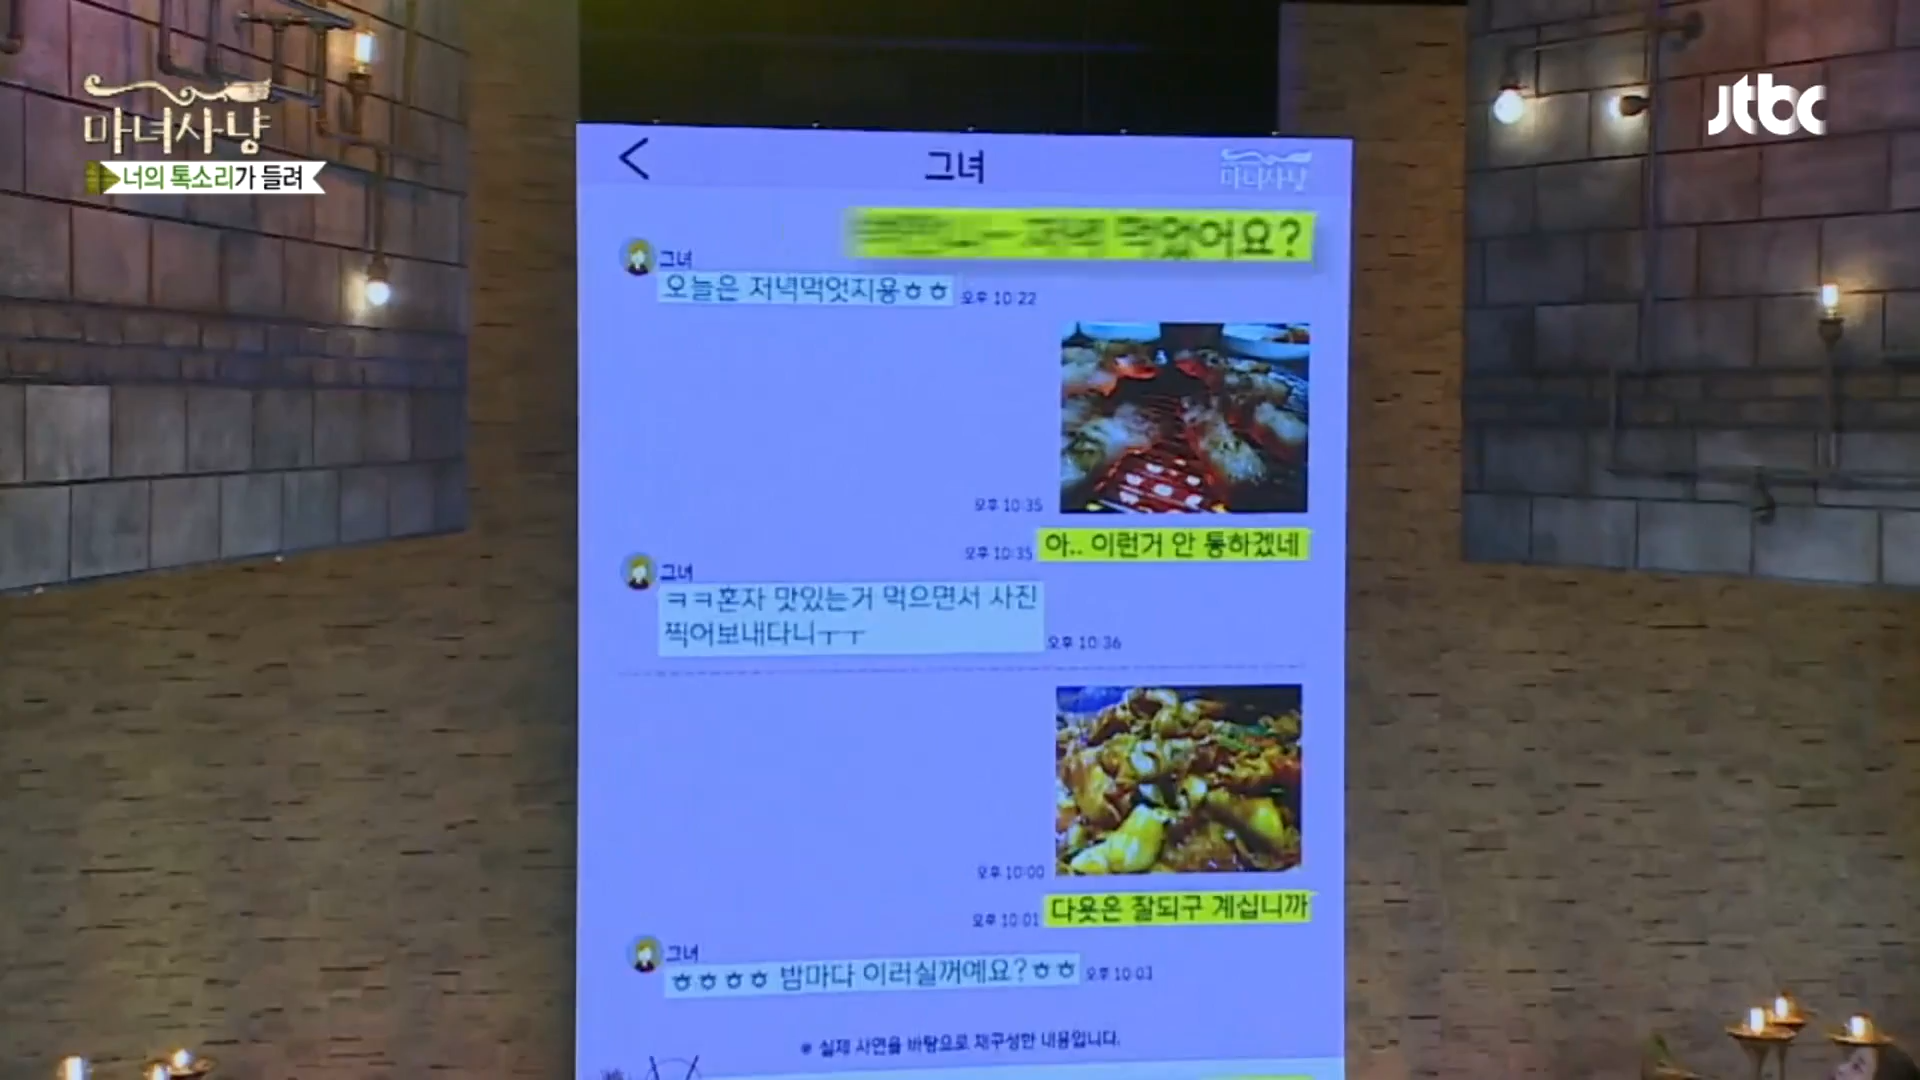 마녀사냥
너의 톡소리가 들려
jtbc
그녀
마녀사냥
저녁 먹었어요?
그녀
오늘은 저녁먹엇지용ㅎㅎ
오후 10:22
오후 10:35
오후 10:35
아.. 이런거 안 통하겠네
그녀
ㅋㅋ혼자 맛있는거 먹으면서 사진
찍어보내다니ㅜㅜ
오후 10:36
오후 10:00
오후 10:01
다욧은 잘되구 계십니까
그녀
ㅎㅎㅎㅎ 밤마다 이러실꺼예요?ㅎㅎ
오후 10:03
※ 실제 사연을 바탕으로 재구성한 내용입니다.